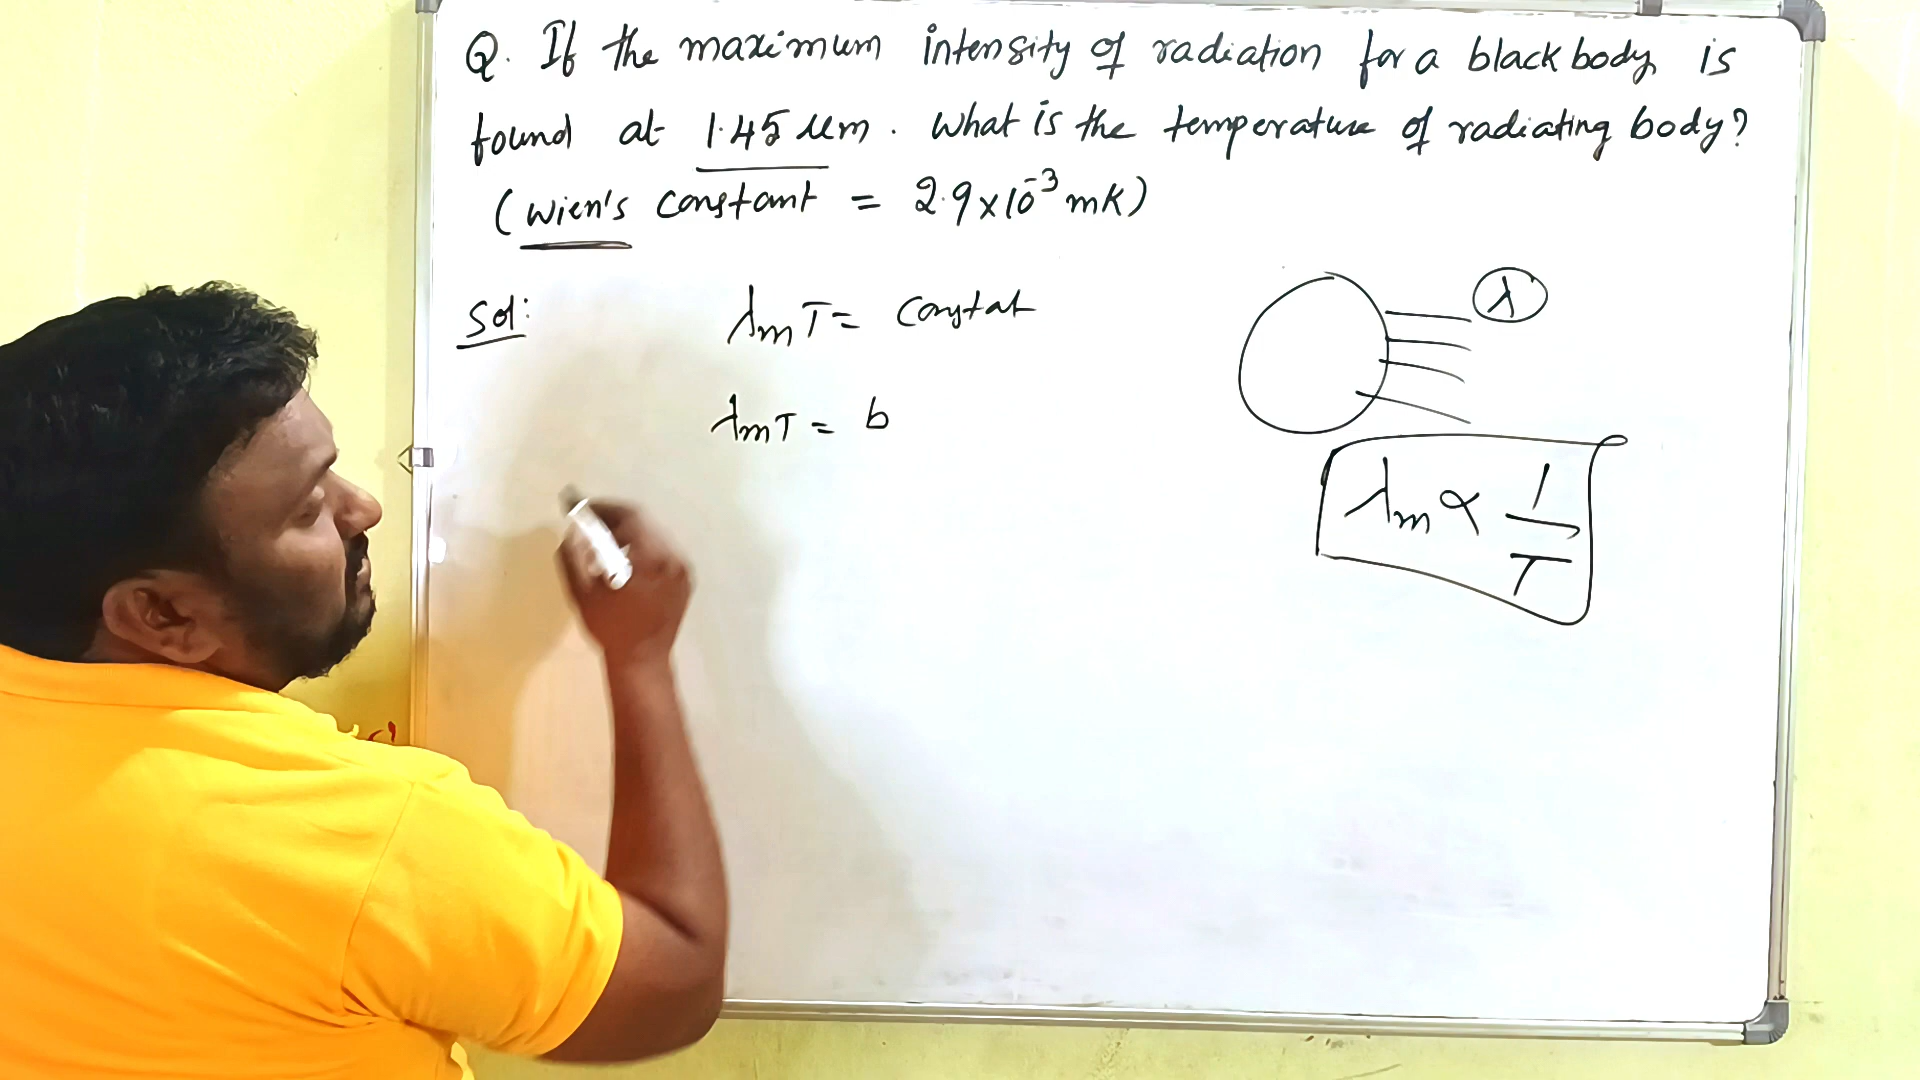 Q. If the maximum intensity of radiation for a black body is
found at 1.45 μm. What is the temperature of radiating body?
(Wien's constant = 2.9×10⁻³ mK)
Sol:
λₘT = Constat
λₘT = b
λ
λₘ ∝ 1/T